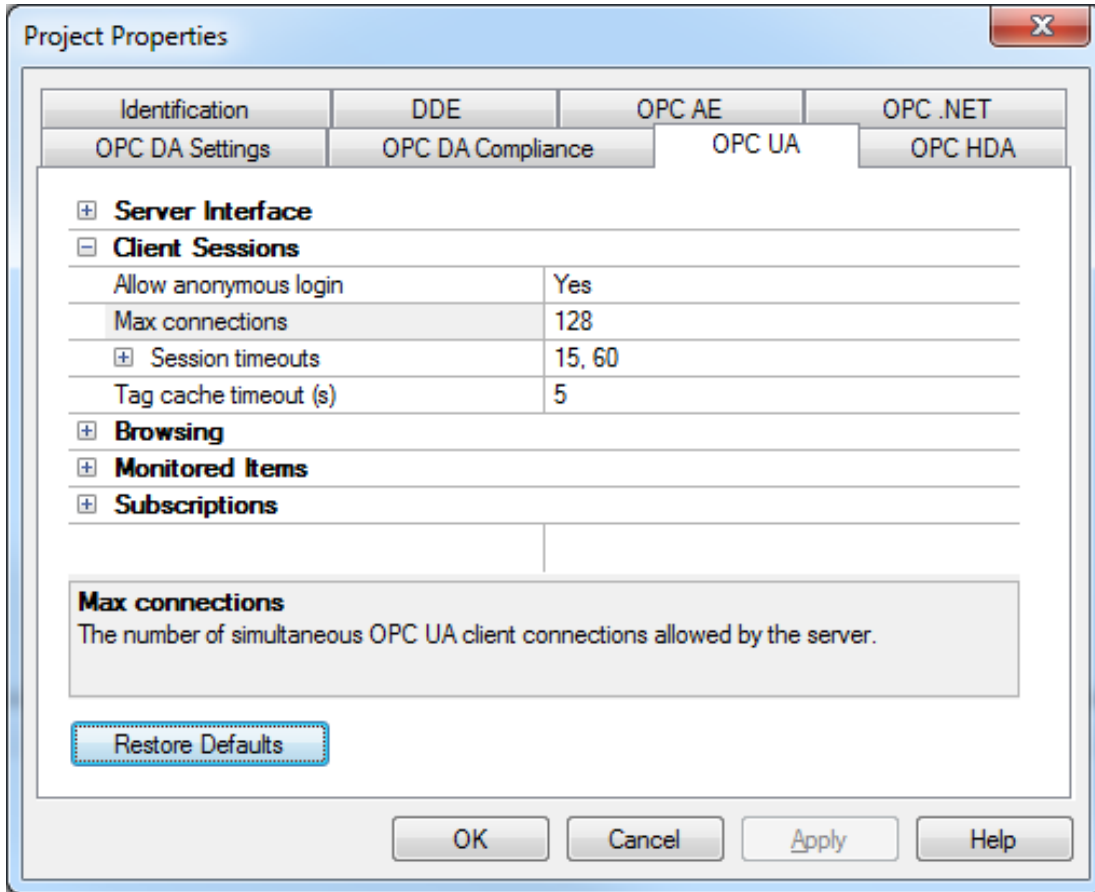 Project Properties
Identification DDE OPC AE OPC .NET
OPC DA Settings OPC DA Compliance OPC UA OPC HDA
Server Interface
Client Sessions
Allow anonymous login Yes
Max connections 128
Session timeouts 15, 60
Tag cache timeout (s) 5
Browsing
Monitored Items
Subscriptions
Max connections
The number of simultaneous OPC UA client connections allowed by the server.
Restore Defaults
OK Cancel Apply Help